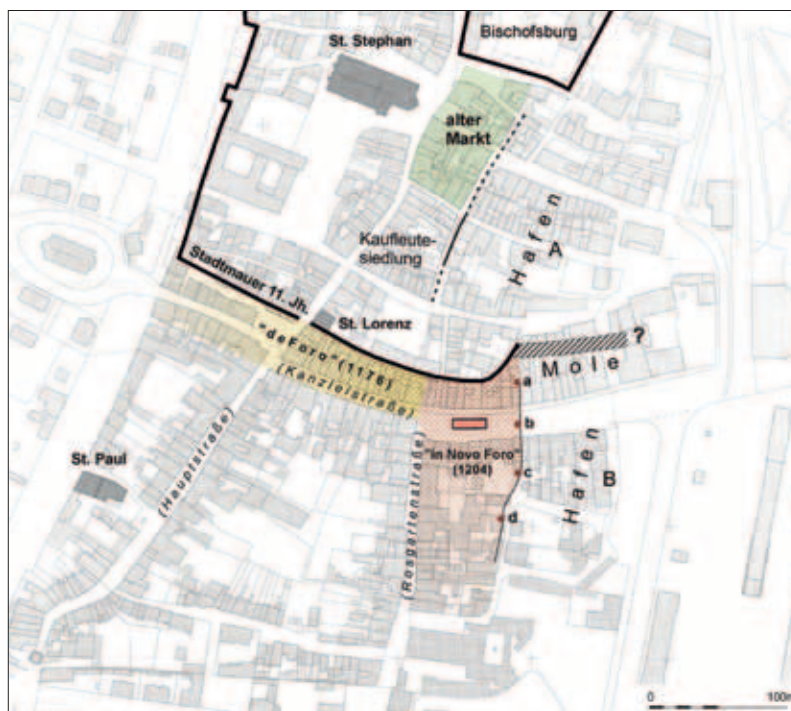 St. Stephan
Bischofsburg
alter
Markt
Hafen
A
Kaufleute-
siedlung
Stadtmauer 11. Jh.
St. Lorenz
"de Foro" (1176)
(Kanzleistraße)
?
Mole
a
b
"in Novo Foro"
(1204)
c
d
Hafen
B
St. Paul
(Hauptstraße)
(Rosgartenstraße)
0 100m